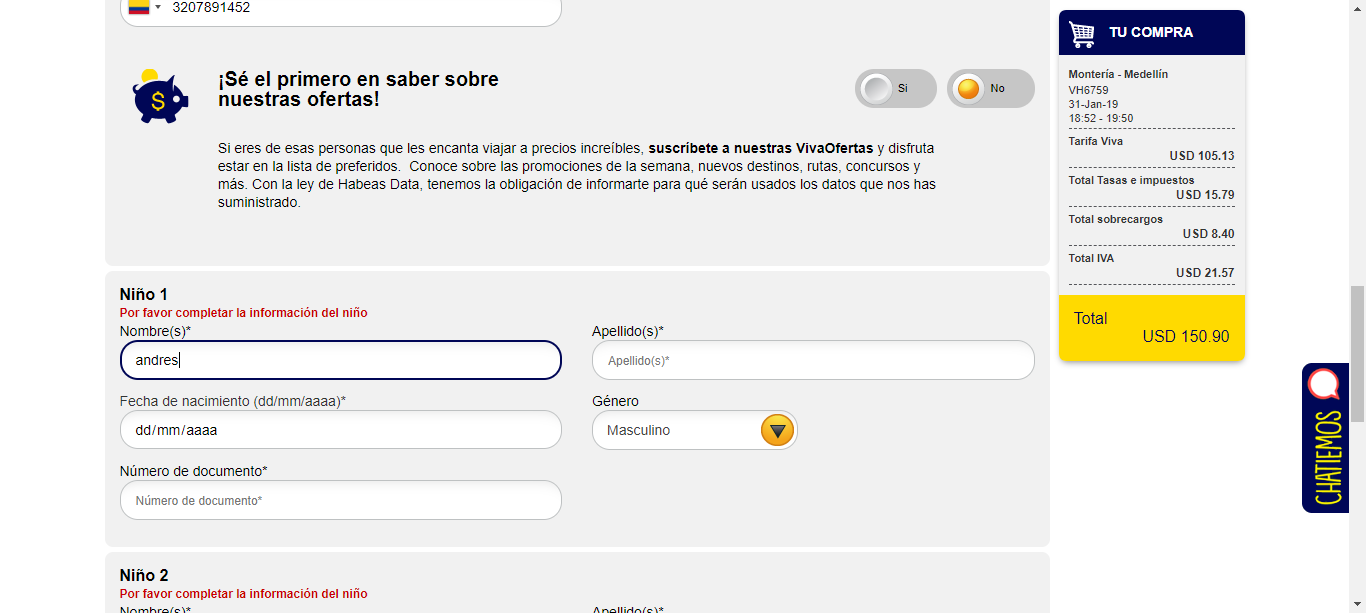 3207891452
¡Sé el primero en saber sobre
nuestras ofertas!
Si
No
Si eres de esas personas que les encanta viajar a precios increíbles, suscríbete a nuestras VivaOfertas y disfruta
estar en la lista de preferidos. Conoce sobre las promociones de la semana, nuevos destinos, rutas, concursos y
más. Con la ley de Habeas Data, tenemos la obligación de informarte para qué serán usados los datos que nos has
suministrado.
Niño 1
Por favor completar la información del niño
Nombre(s)*
Apellido(s)*
andres
Apellido(s)*
Fecha de nacimiento (dd/mm/aaaa)*
Género
dd/mm/aaaa
Masculino
Número de documento*
Número de documento*
Niño 2
Por favor completar la información del niño
Nombre(s)*
Apellido(s)*
TU COMPRA
Montería - Medellín
VH6759
31-Jan-19
18:52 - 19:50
Tarifa Viva
USD 105.13
Total Tasas e impuestos
USD 15.79
Total sobrecargos
USD 8.40
Total IVA
USD 21.57
Total
USD 150.90
CHATIEMOS
$